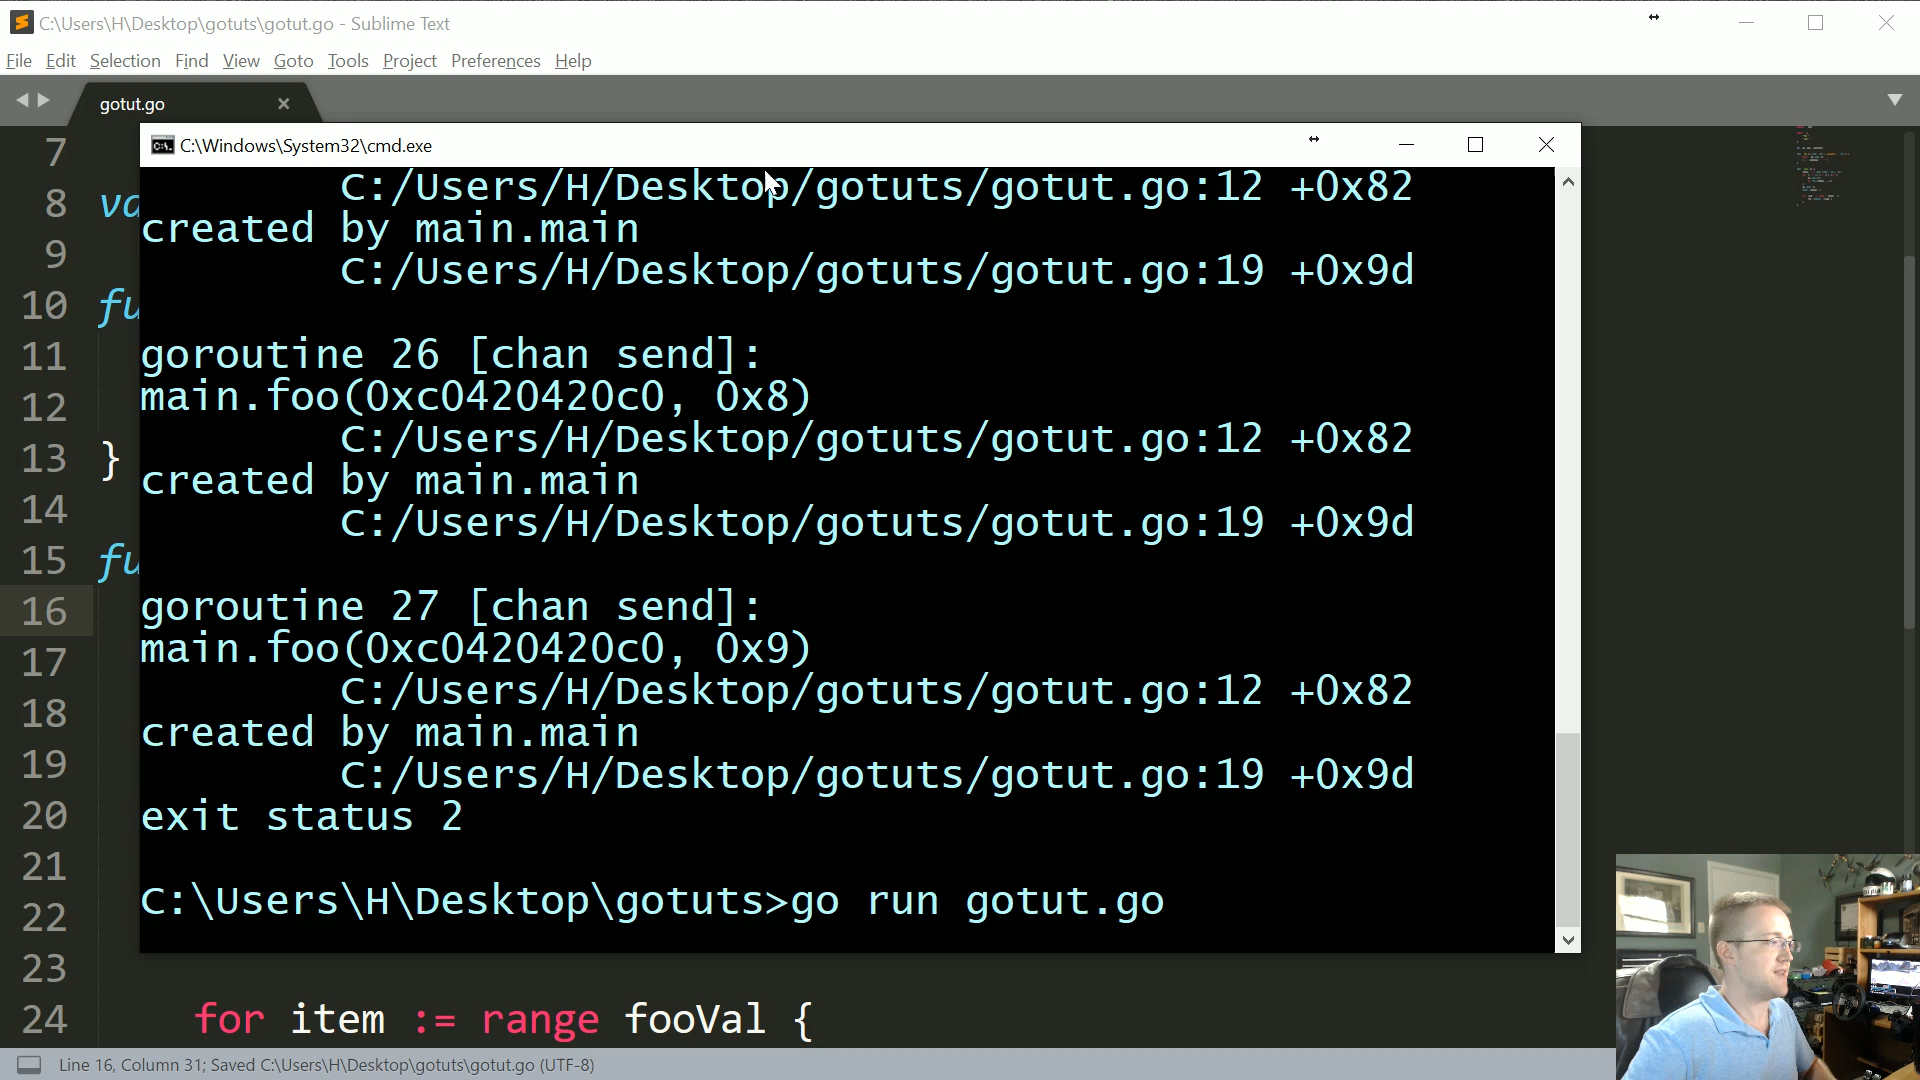 C:\Users\H\Desktop\gotuts\gotut.go - Sublime Text
File Edit Selection Find View Goto Tools Project Preferences Help
gotut.go
C:\Windows\System32\cmd.exe
7
8 va
9
10 fu
11
12
13 }
14
15 fu
16
17
18
19
20
21
22
23
24 for item := range fooVal {
C:/Users/H/Desktop/gotuts/gotut.go:12 +0x82
created by main.main
C:/Users/H/Desktop/gotuts/gotut.go:19 +0x9d
goroutine 26 [chan send]:
main.foo(0xc0420420c0, 0x8)
C:/Users/H/Desktop/gotuts/gotut.go:12 +0x82
created by main.main
C:/Users/H/Desktop/gotuts/gotut.go:19 +0x9d
goroutine 27 [chan send]:
main.foo(0xc0420420c0, 0x9)
C:/Users/H/Desktop/gotuts/gotut.go:12 +0x82
created by main.main
C:/Users/H/Desktop/gotuts/gotut.go:19 +0x9d
exit status 2
C:\Users\H\Desktop\gotuts>go run gotut.go
Line 16, Column 31; Saved C:\Users\H\Desktop\gotuts\gotut.go (UTF-8)